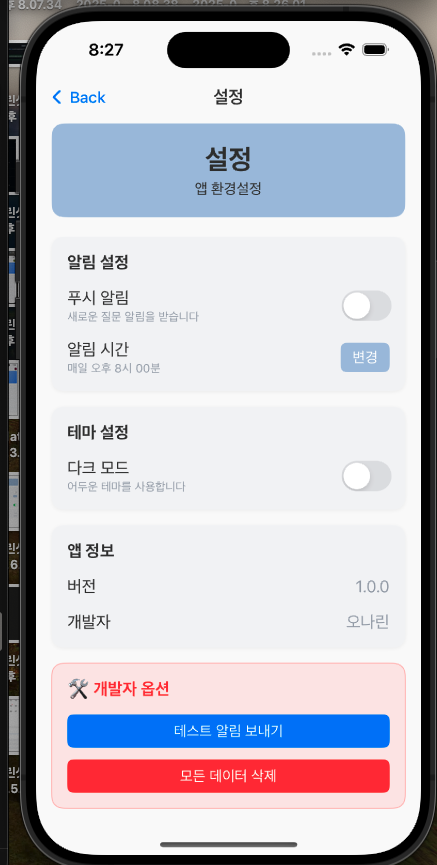 8:27
Back
설정
설정
앱 환경설정
알림 설정
푸시 알림
새로운 질문 알림을 받습니다
알림 시간
매일 오후 8시 00분
변경
테마 설정
다크 모드
어두운 테마를 사용합니다
앱 정보
버전
1.0.0
개발자
오나린
🛠 개발자 옵션
테스트 알림 보내기
모든 데이터 삭제